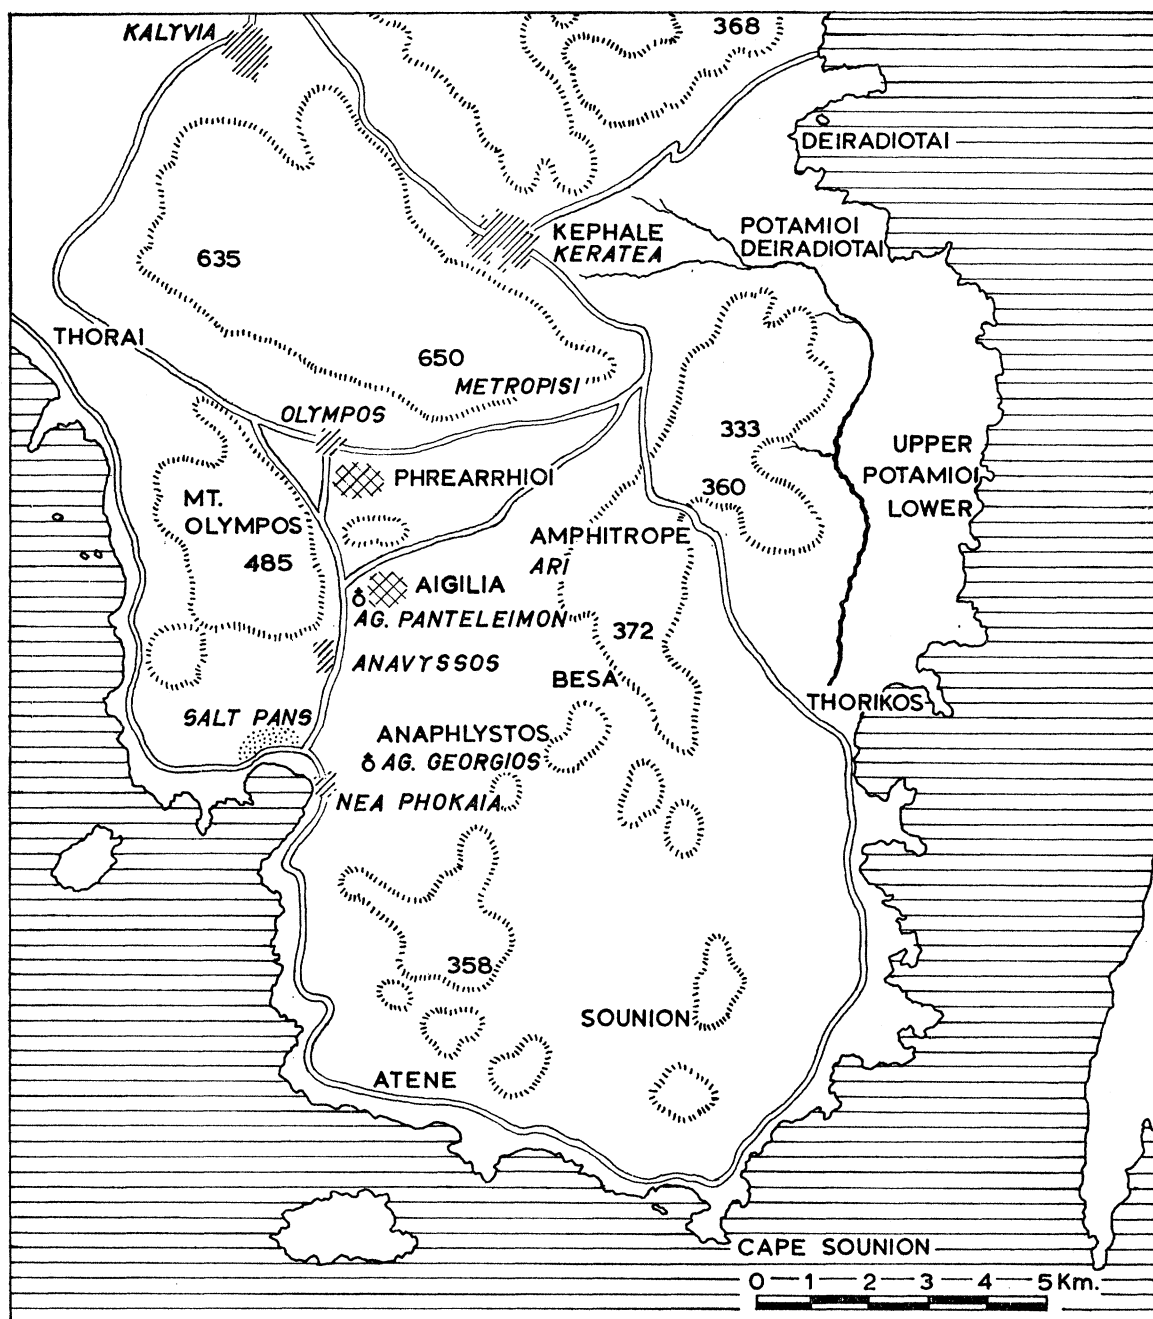 KALYVIA
368
DEIRADIOTAI
KEPHALE
KERATEA
POTAMIOI
DEIRADIOTAI
635
THORAI
650
METROPISI
OLYMPOS
333
UPPER
POTAMIOI
LOWER
PHREARRHIOI
360
MT.
OLYMPOS
485
AMPHITROPE
ARI
AIGILIA
AG. PANTELEIMON
372
ANAVYSSOS
BESA
THORIKOS
SALT PANS
ANAPHLYSTOS
AG. GEORGIOS
NEA PHOKAIA
358
SOUNION
ATENE
CAPE SOUNION
0 1 2 3 4 5 Km.